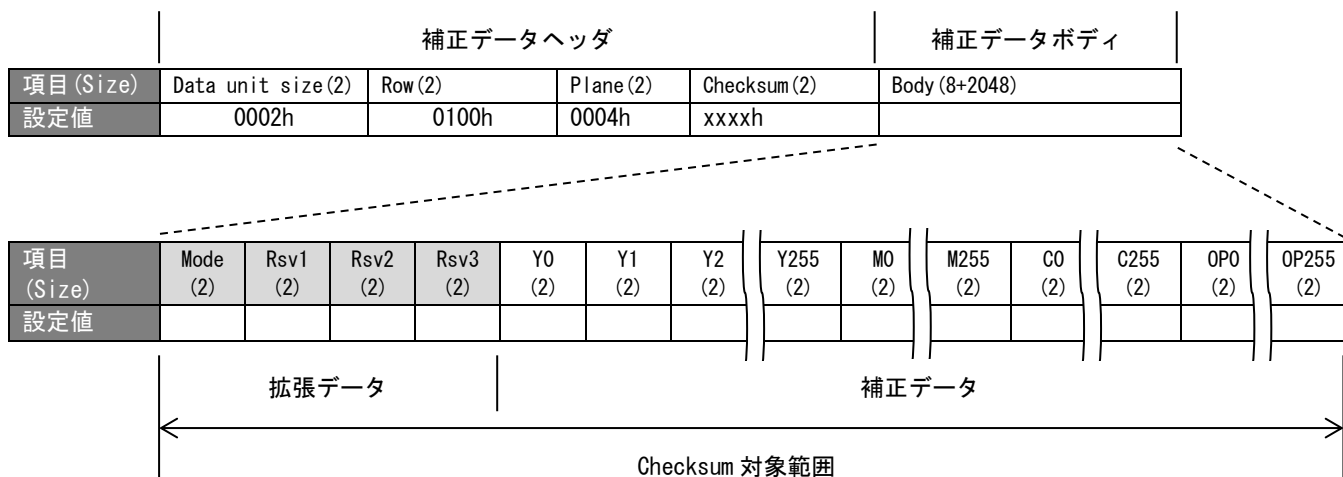 補正データヘッダ 補正データボディ
項目(Size) Data unit size(2) Row(2) Plane(2) Checksum(2) Body(8+2048)
設定値 0002h 0100h 0004h xxxxh
項目 Mode Rsv1 Rsv2 Rsv3 Y0 Y1 Y2 Y255 M0 M255 C0 C255 OP0 OP255
(Size) (2) (2) (2) (2) (2) (2) (2) (2) (2) (2) (2) (2) (2) (2)
設定値
拡張データ 補正データ
Checksum 対象範囲